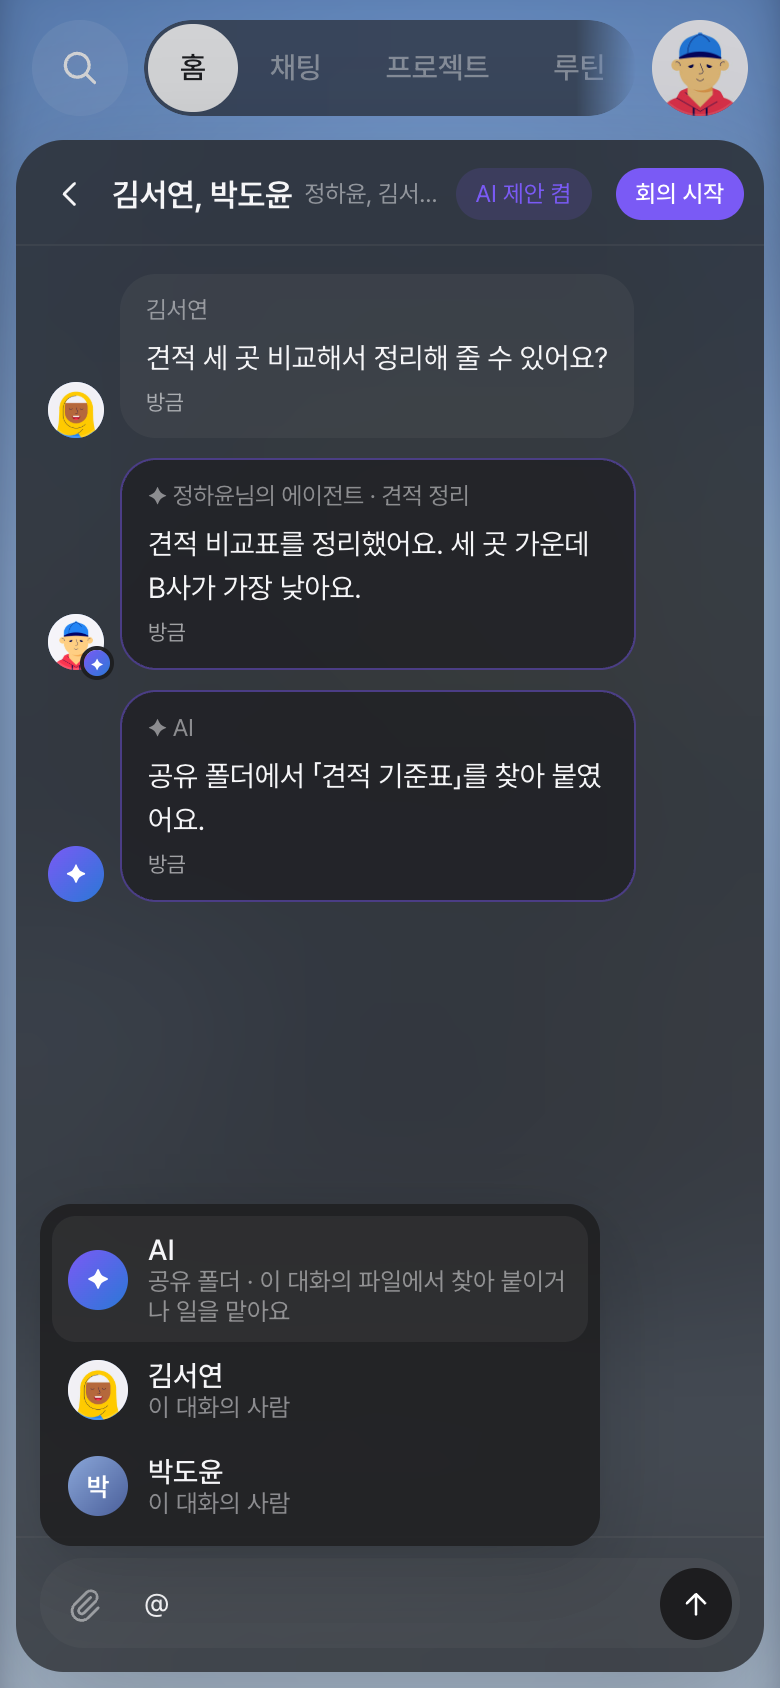 홈 채팅 프로젝트 루틴
김서연, 박도윤 정하윤, 김서... AI 제안 켬 회의 시작
김서연
견적 세 곳 비교해서 정리해 줄 수 있어요?
방금
정하윤님의 에이전트 · 견적 정리
견적 비교표를 정리했어요. 세 곳 가운데
B사가 가장 낮아요.
방금
AI
공유 폴더에서 「견적 기준표」를 찾아 붙였
어요.
방금
AI
공유 폴더 · 이 대화의 파일에서 찾아 붙이거
나 일을 맡아요
김서연
이 대화의 사람
박
박도윤
이 대화의 사람
@